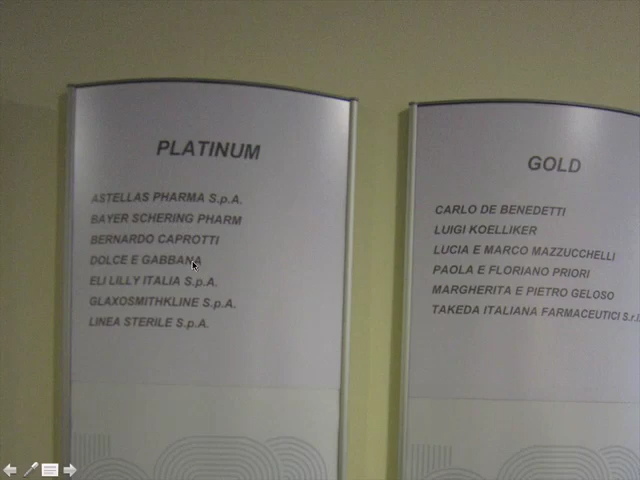 PLATINUM
ASTELLAS PHARMA S.p.A.
BAYER SCHERING PHARM
BERNARDO CAPROTTI
DOLCE E GABBANA
ELI LILLY ITALIA S.p.A.
GLAXOSMITHKLINE S.p.A.
LINEA STERILE S.p.A.
GOLD
CARLO DE BENEDETTI
LUIGI KOELLIKER
LUCIA E MARCO MAZZUCCHELLI
PAOLA E FLORIANO PRIORI
MARGHERITA E PIETRO GELOSO
TAKEDA ITALIANA FARMACEUTICI S.r.l.